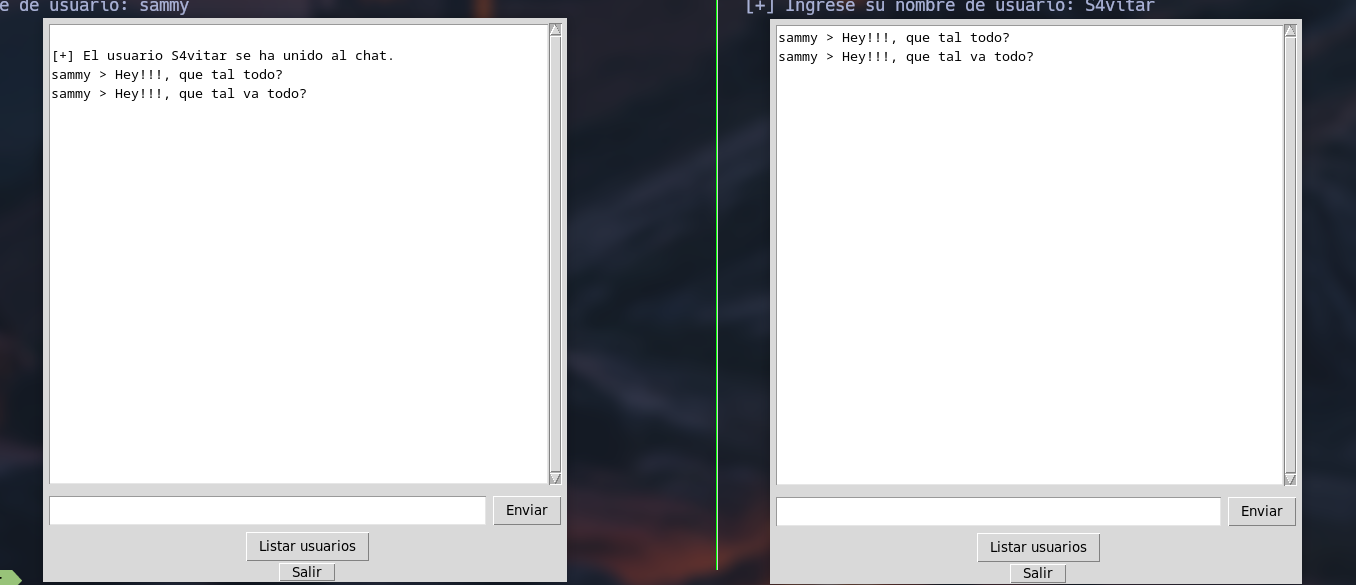 e de usuario: sammy
[+] El usuario S4vitar se ha unido al chat.
sammy > Hey!!!, que tal todo?
sammy > Hey!!!, que tal va todo?
Enviar
Listar usuarios
Salir
[+] Ingrese su nombre de usuario: S4vitar
sammy > Hey!!!, que tal todo?
sammy > Hey!!!, que tal va todo?
Enviar
Listar usuarios
Salir